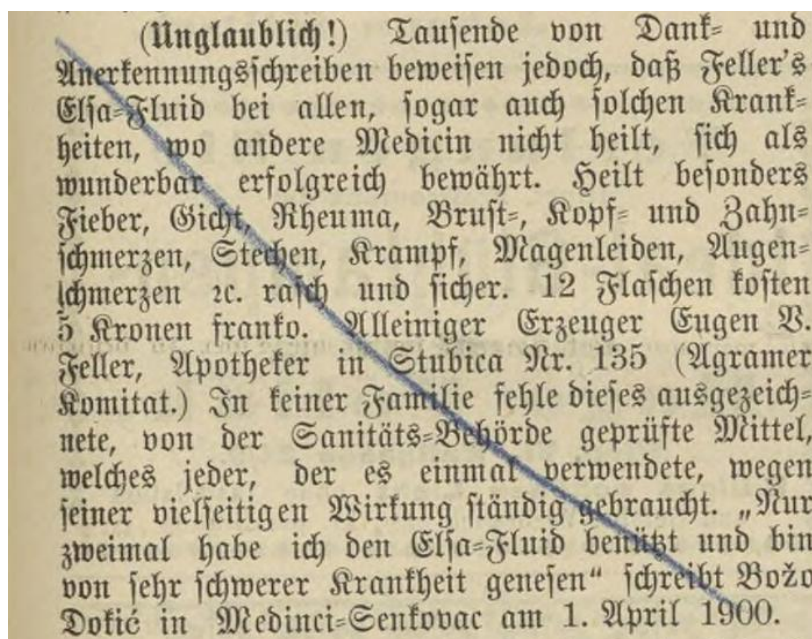 (Unglaublich!) Tausende von Dank- und
Anerkennungsschreiben beweisen jedoch, daß Feller's
Elsa-Fluid bei allen, sogar auch solchen Krank-
heiten, wo andere Medicin nicht heilt, sich als
wunderbar erfolgreich bewährt. Heilt besonders
Fieber, Gicht, Rheuma, Brust-, Kopf- und Zahn-
schmerzen, Stechen, Krampf, Magenleiden, Augen-
schmerzen ꝛc. rasch und sicher. 12 Flaschen kosten
5 Kronen franko. Alleiniger Erzeuger Eugen V.
Feller, Apotheker in Stubica Nr. 135 (Agramer
Komitat.) In keiner Familie fehle dieses ausgezeich-
nete, von der Sanitäts-Behörde geprüfte Mittel,
welches jeder, der es einmal verwendete, wegen
seiner vielseitigen Wirkung ständig gebraucht. „Nur
zweimal habe ich den Elsa-Fluid benützt und bin
von sehr schwerer Krankheit genesen“ schreibt Božo
Dokić in Medinci-Senkovac am 1. April 1900.